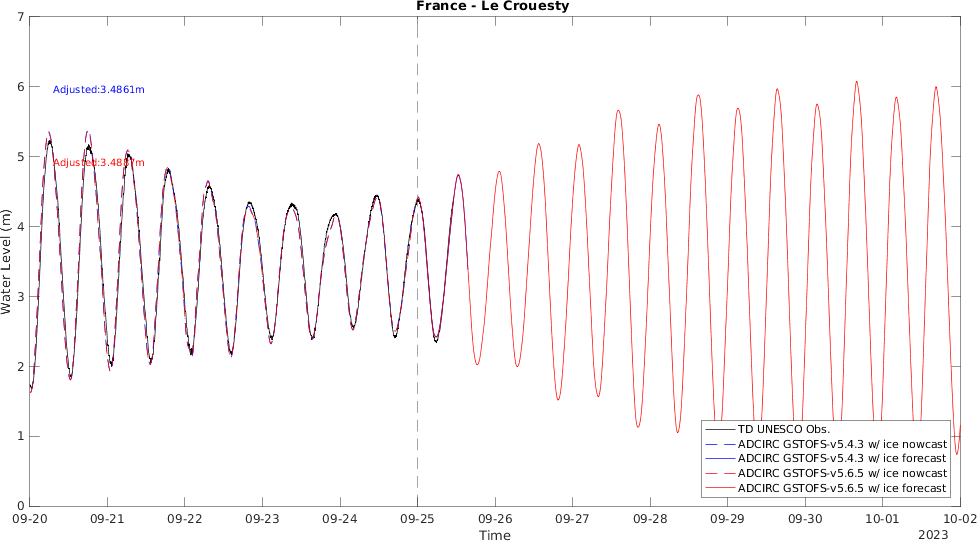 France - Le Crouesty
7
6
5
4
3
2
1
0
Water Level (m)
Adjusted:3.4861m
TD UNESCO Obs.
ADCIRC GSTOFS-v5.4.3 w/ ice nowcast
ADCIRC GSTOFS-v5.4.3 w/ ice forecast
ADCIRC GSTOFS-v5.6.5 w/ ice nowcast
ADCIRC GSTOFS-v5.6.5 w/ ice forecast
09-20 09-21 09-22 09-23 09-24 09-25 09-26 09-27 09-28 09-29 09-30 10-01 10-02
Time
2023